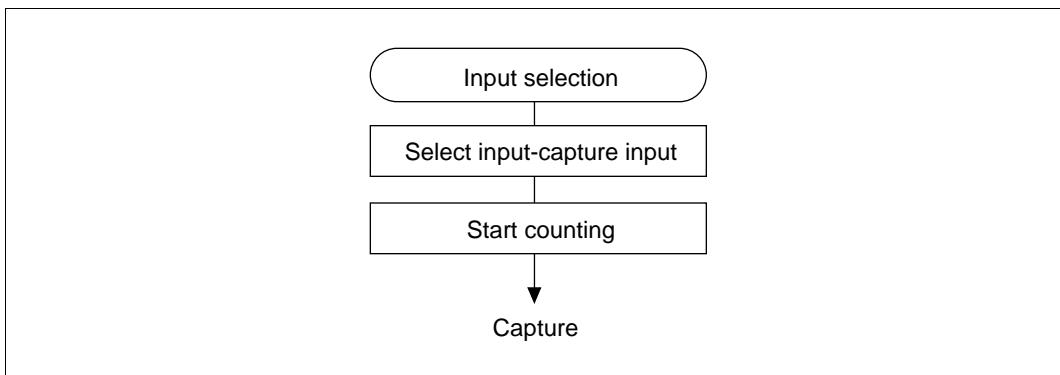 Input selection
Select input-capture input
Start counting
Capture